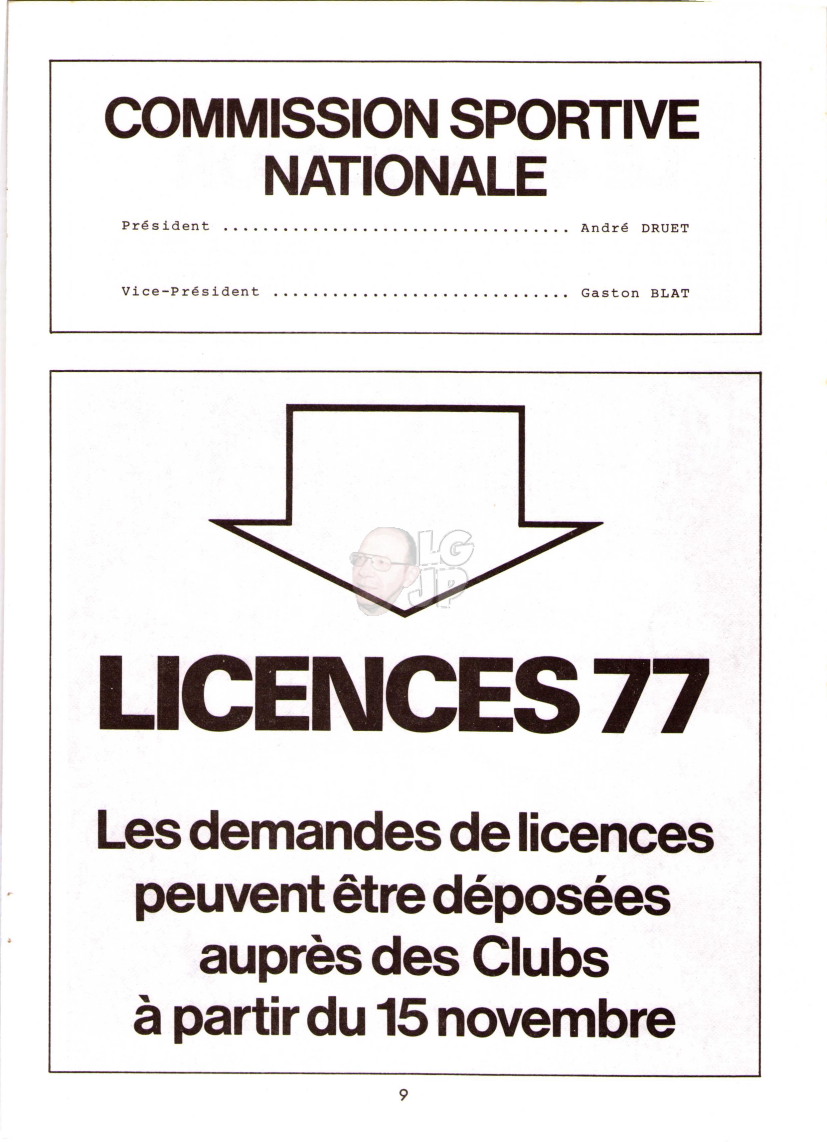 COMMISSION SPORTIVE
NATIONALE
Président ................................... André DRUET
Vice-Président .............................. Gaston BLAT
LG
JP
LICENCES 77
Les demandes de licences
peuvent être déposées
auprès des Clubs
à partir du 15 novembre
9